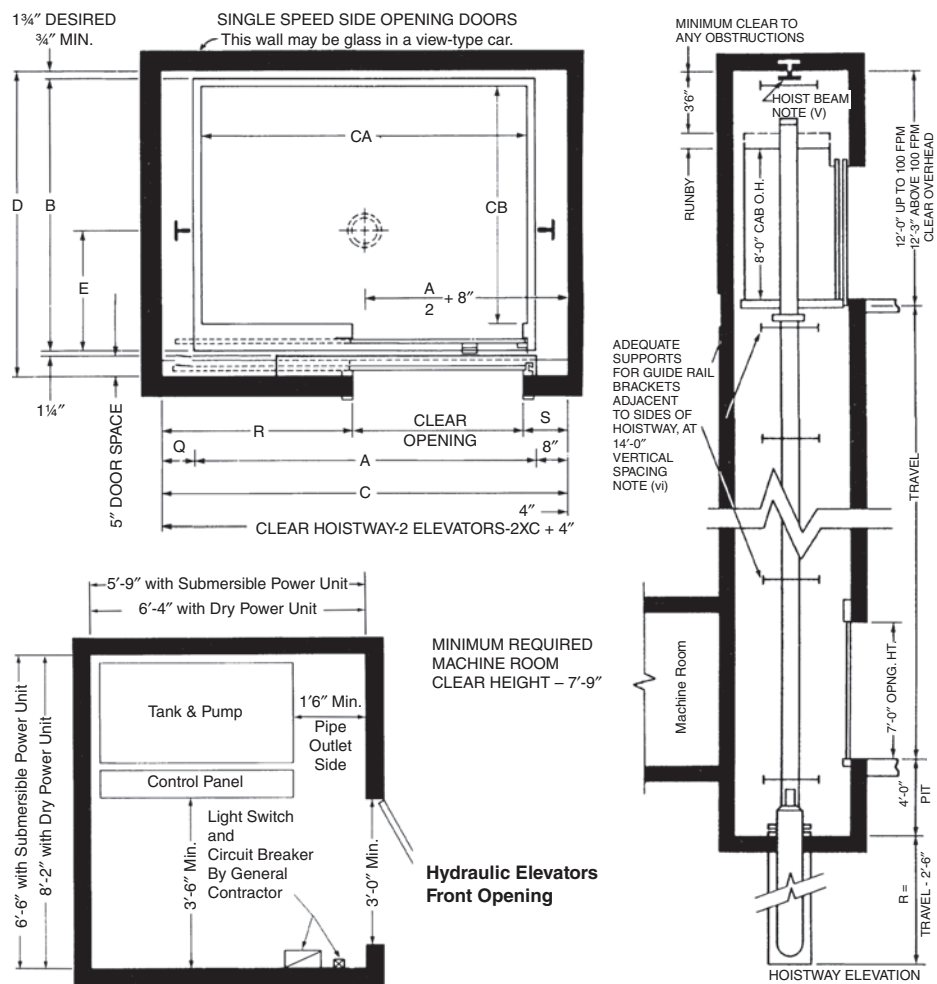 1¾″ DESIRED
¾″ MIN.
SINGLE SPEED SIDE OPENING DOORS
This wall may be glass in a view-type car.
CA
CB
D
B
E
A
2
+ 8″
1¼″
5″ DOOR SPACE
R
CLEAR
OPENING
S
Q
A
8″
C
4″
CLEAR HOISTWAY-2 ELEVATORS-2XC + 4″
MINIMUM CLEAR TO
ANY OBSTRUCTIONS
3′6″
HOIST BEAM
NOTE (V)
RUNBY
8′-0″ CAB O.H.
12′-0″ UP TO 100 FPM
12′-3″ ABOVE 100 FPM
CLEAR OVERHEAD
ADEQUATE
SUPPORTS
FOR GUIDE RAIL
BRACKETS
ADJACENT
TO SIDES OF
HOISTWAY, AT
14′-0″
VERTICAL
SPACING
NOTE (vi)
TRAVEL
Machine Room
7′-0″ OPNG. HT.
4′-0″
PIT
R =
TRAVEL - 2′-6″
HOISTWAY ELEVATION
5′-9″ with Submersible Power Unit
6′-4″ with Dry Power Unit
6′-6″ with Submersible Power Unit
8′-2″ with Dry Power Unit
Tank & Pump
1′6″ Min.
Pipe
Outlet
Side
Control Panel
Light Switch
and
Circuit Breaker
By General
Contractor
3′-6″ Min.
3′-0″ Min.
MINIMUM REQUIRED
MACHINE ROOM
CLEAR HEIGHT – 7′-9″
Hydraulic Elevators
Front Opening